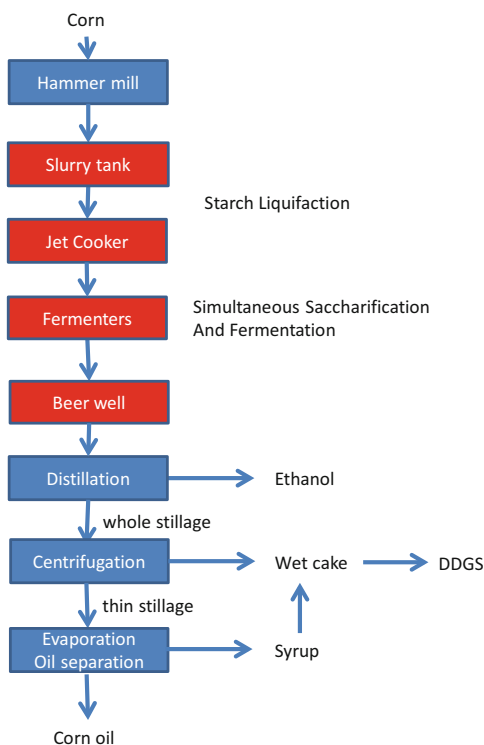 Corn
Hammer mill
Slurry tank
Starch Liquifaction
Jet Cooker
Fermenters
Simultaneous Saccharification
And Fermentation
Beer well
Distillation
Ethanol
whole stillage
Centrifugation
Wet cake
DDGS
thin stillage
Evaporation
Oil separation
Syrup
Corn oil